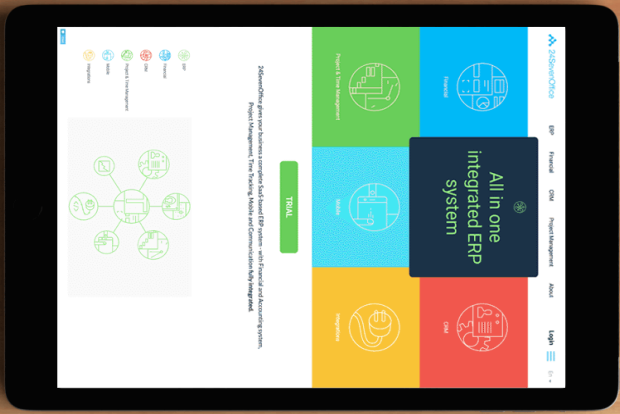 24SevenOffice
ERP
Financial
CRM
Project Management
About
Login
En
All in one
integrated ERP
system
Financial
CRM
Project & Time Management
Mobile
Integrations
TRIAL
24SevenOffice gives your business a complete SaaS-based ERP system - with Financial and Accounting system,
Project Management, Time Tracking, Mobile and Communication fully integrated.
ERP
Financial
CRM
Project & Time Management
Mobile
Integrations